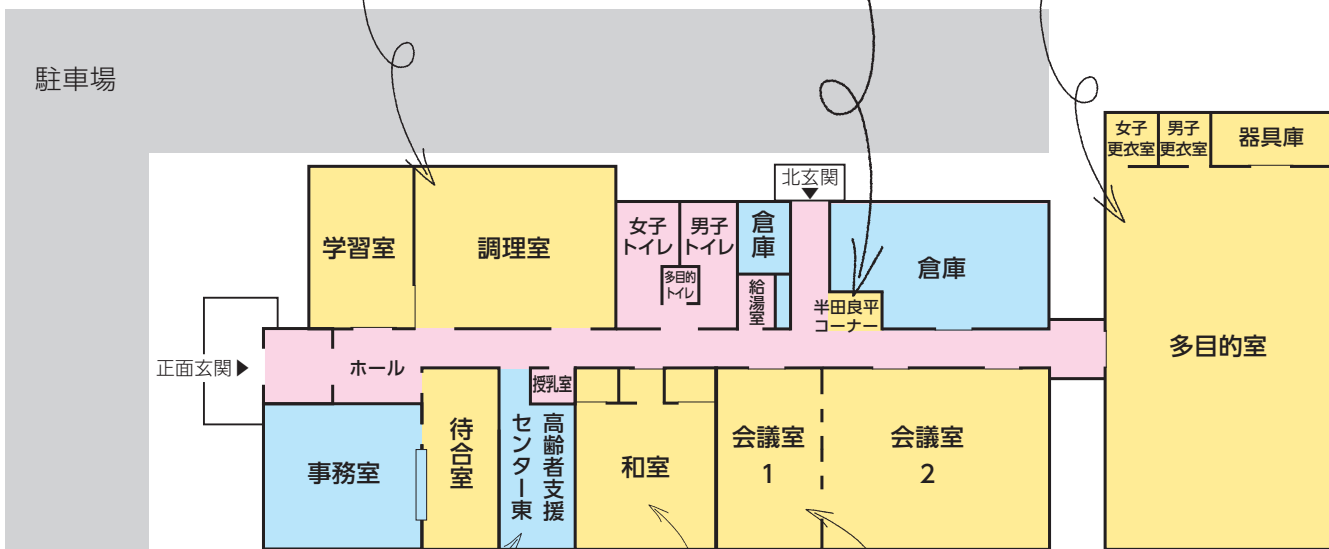 駐車場
女子
更衣室
男子
更衣室
器具庫
北玄関
▼
学習室
調理室
女子
トイレ
男子
トイレ
多目的
トイレ
倉庫
給湯室
倉庫
半田良平
コーナー
多目的室
正面玄関▶
ホール
授乳室
事務室
待合室
高齢者支援
センター東
和室
会議室
1
会議室
2